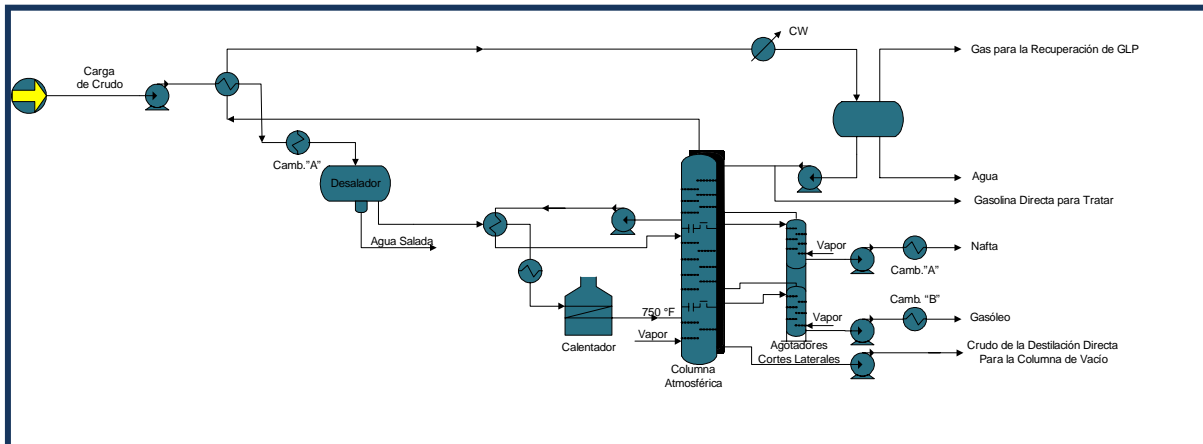 CW
Gas para la Recuperación de GLP
Carga
de Crudo
Camb."A"
Desalador
Agua
Gasolina Directa para Tratar
Agua Salada
Vapor
Nafta
Camb."A"
Camb. "B"
750 °F
Vapor
Gasóleo
Vapor
Calentador
Agotadores
Cortes Laterales
Crudo de la Destilación Directa
Para la Columna de Vacío
Columna
Atmosférica